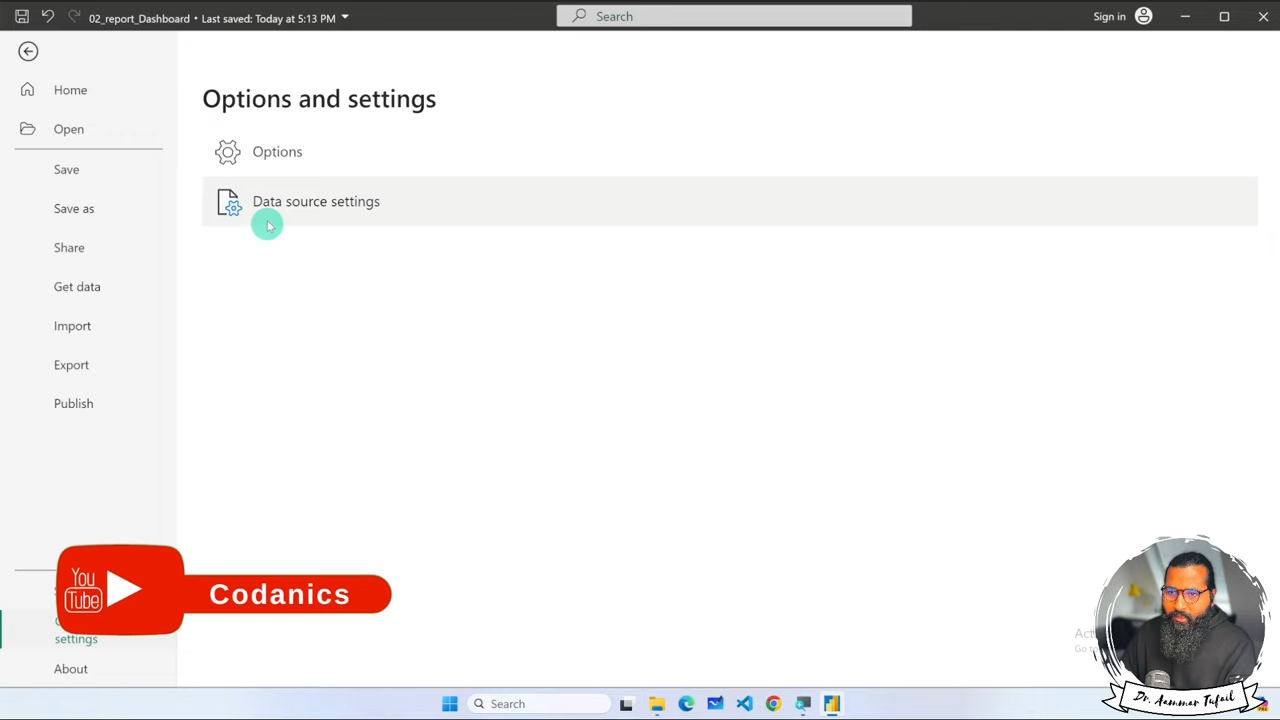 02_report_Dashboard • Last saved: Today at 5:13 PM
Search
Sign in
Home
Open
Save
Save as
Share
Get data
Import
Export
Publish
settings
About
Options and settings
Options
Data source settings
You
Tube
Codanics
Dr. Aammar Tufail
Search